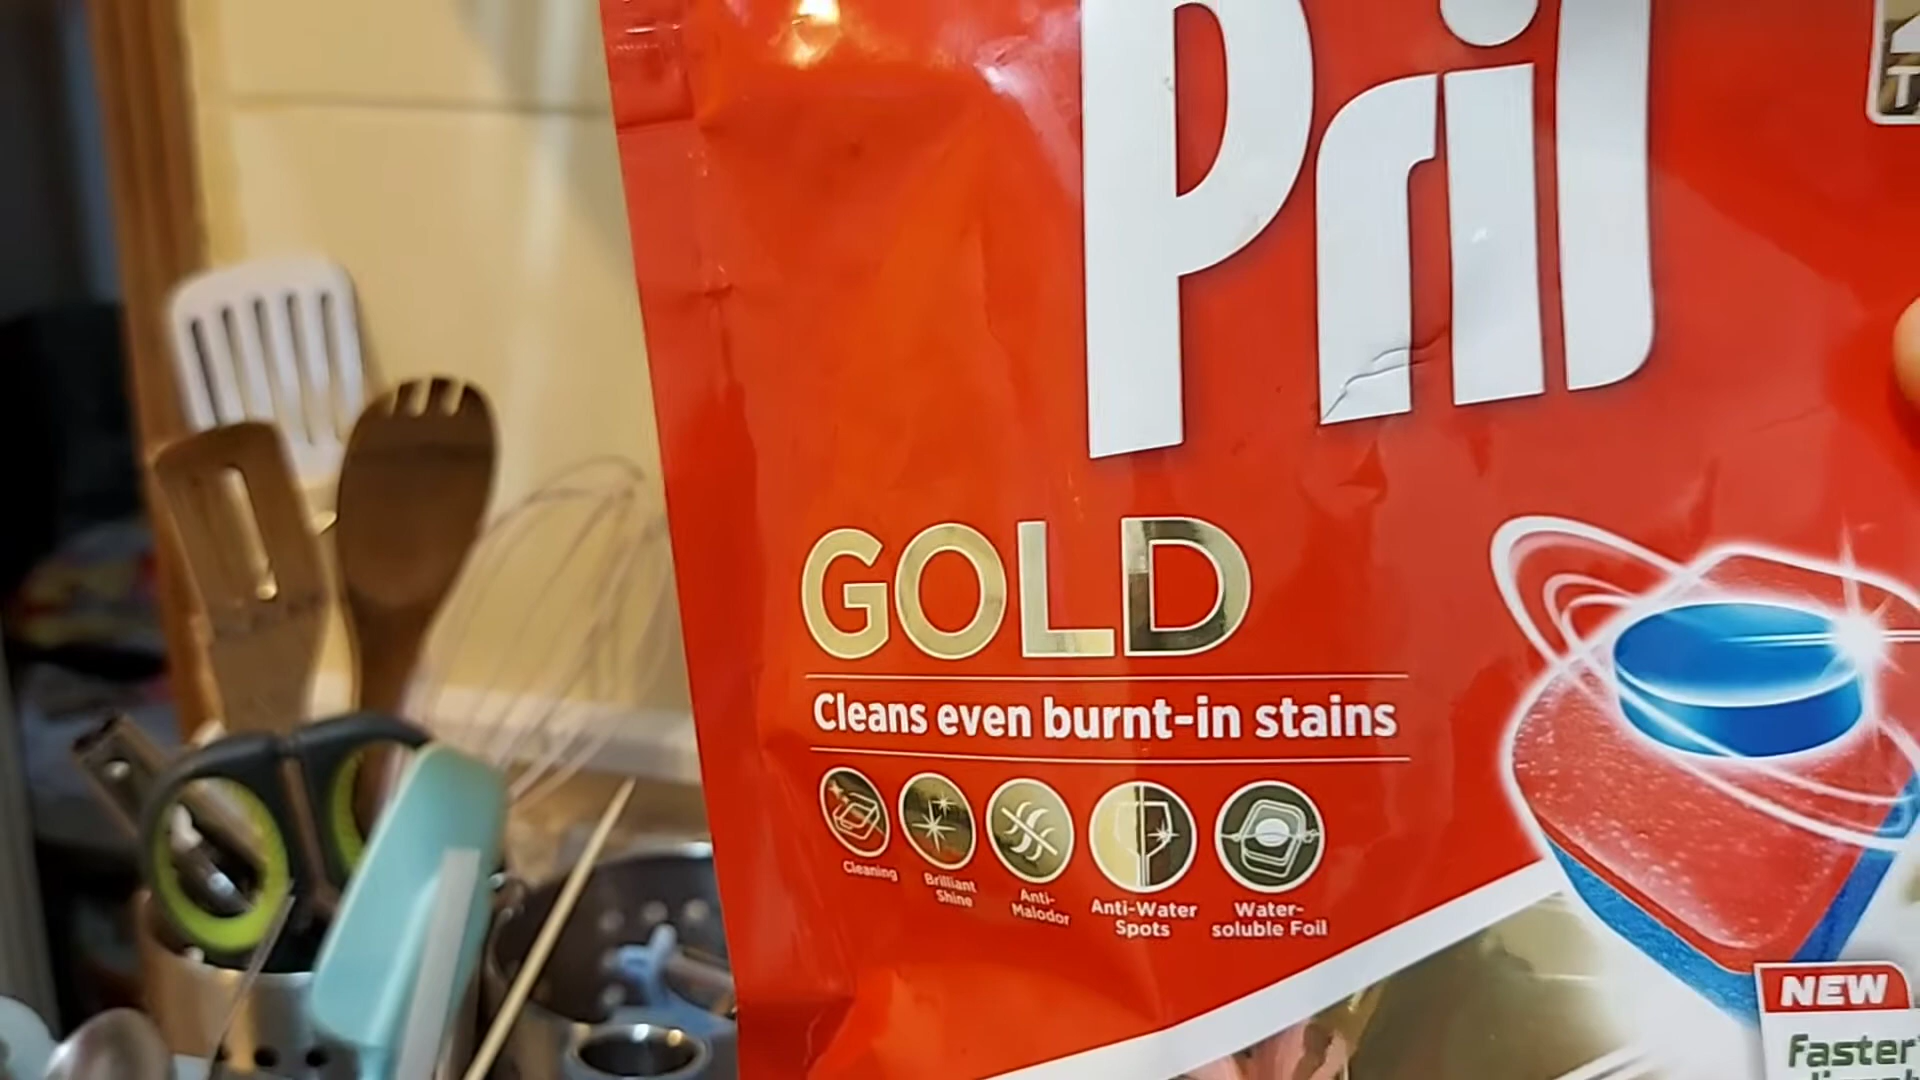 Pril
GOLD
Cleans even burnt-in stains
Cleaning
Brilliant
Shine
Anti-
Malodor
Anti-Water
Spots
Water-
soluble Foil
NEW
Faster